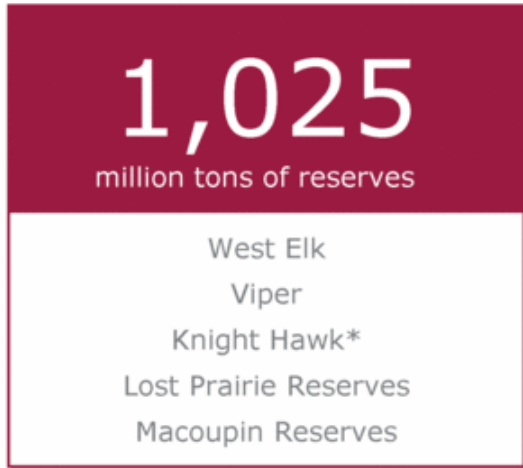 1,025
million tons of reserves
West Elk
Viper
Knight Hawk*
Lost Prairie Reserves
Macoupin Reserves